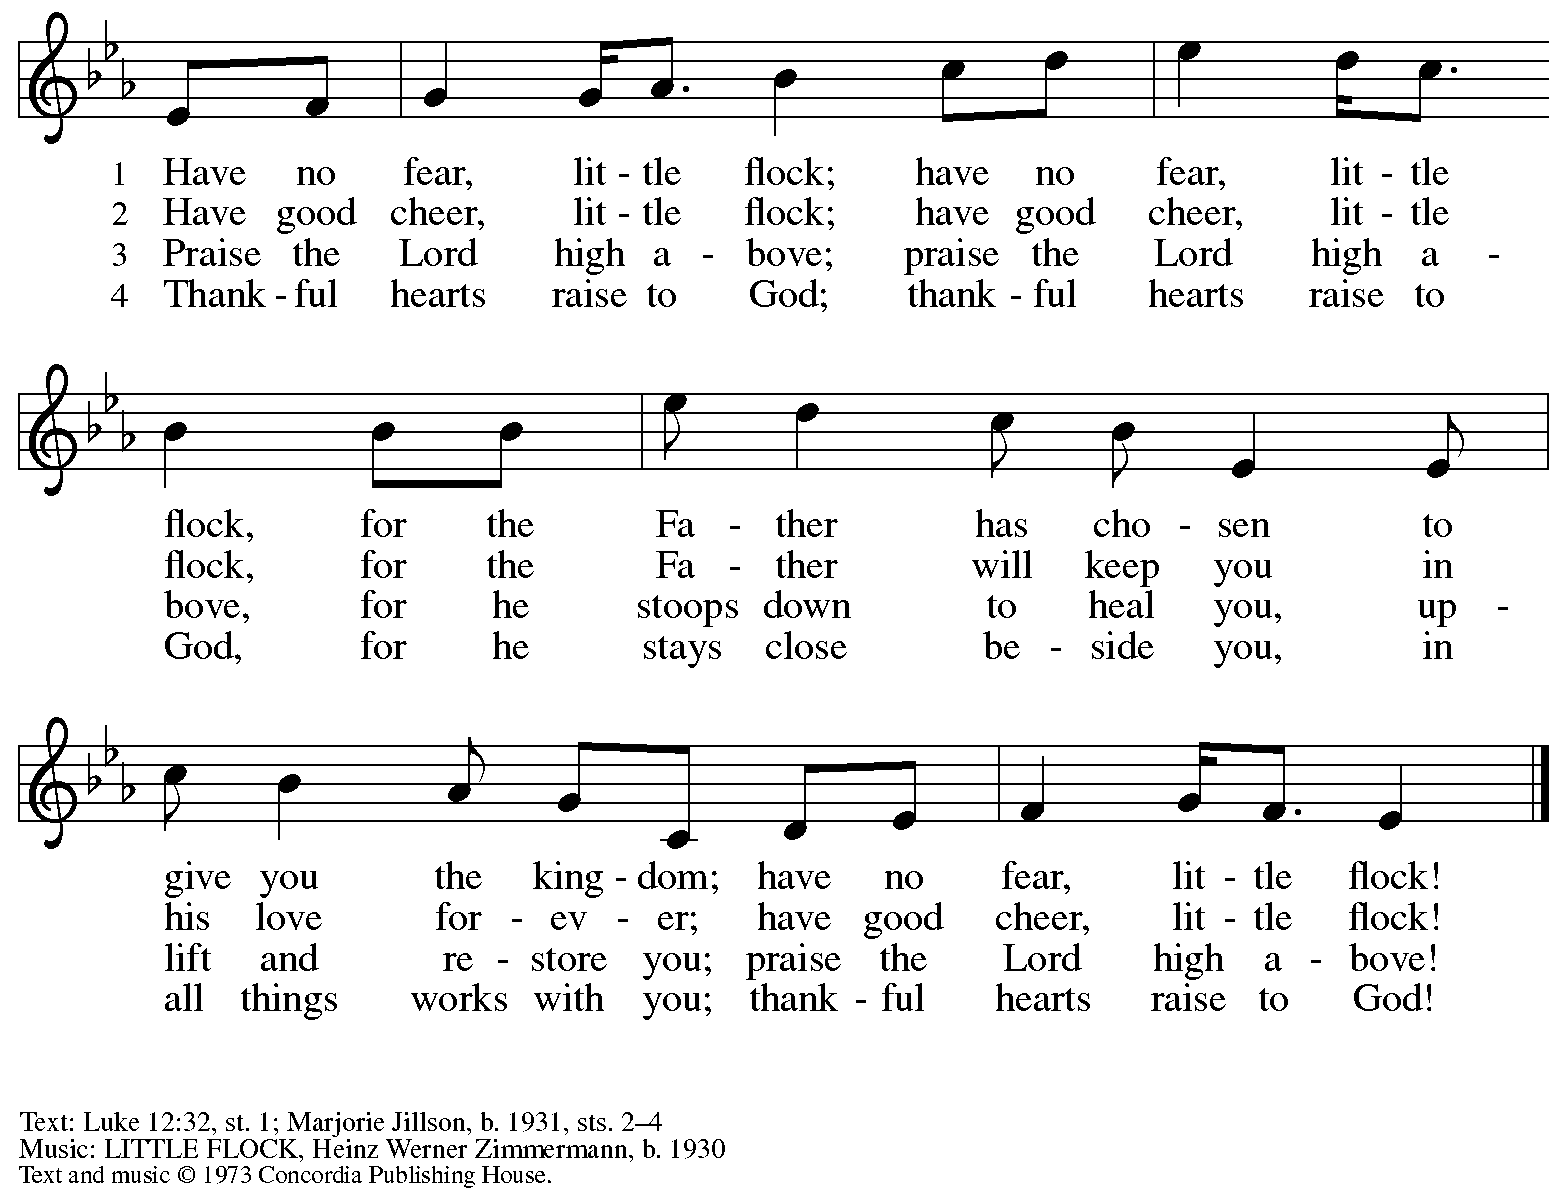 1 Have no fear, lit - tle flock; have no fear, lit - tle
2 Have good cheer, lit - tle flock; have good cheer, lit - tle
3 Praise the Lord high a - bove; praise the Lord high a -
4 Thank - ful hearts raise to God; thank - ful hearts raise to
flock, for the Fa - ther has cho - sen to
flock, for the Fa - ther will keep you in
bove, for he stoops down to heal you, up -
God, for he stays close be - side you, in
give you the king - dom; have no fear, lit - tle flock!
his love for - ev - er; have good cheer, lit - tle flock!
lift and re - store you; praise the Lord high a - bove!
all things works with you; thank - ful hearts raise to God!
Text: Luke 12:32, st. 1; Marjorie Jillson, b. 1931, sts. 2–4
Music: LITTLE FLOCK, Heinz Werner Zimmermann, b. 1930
Text and music © 1973 Concordia Publishing House.